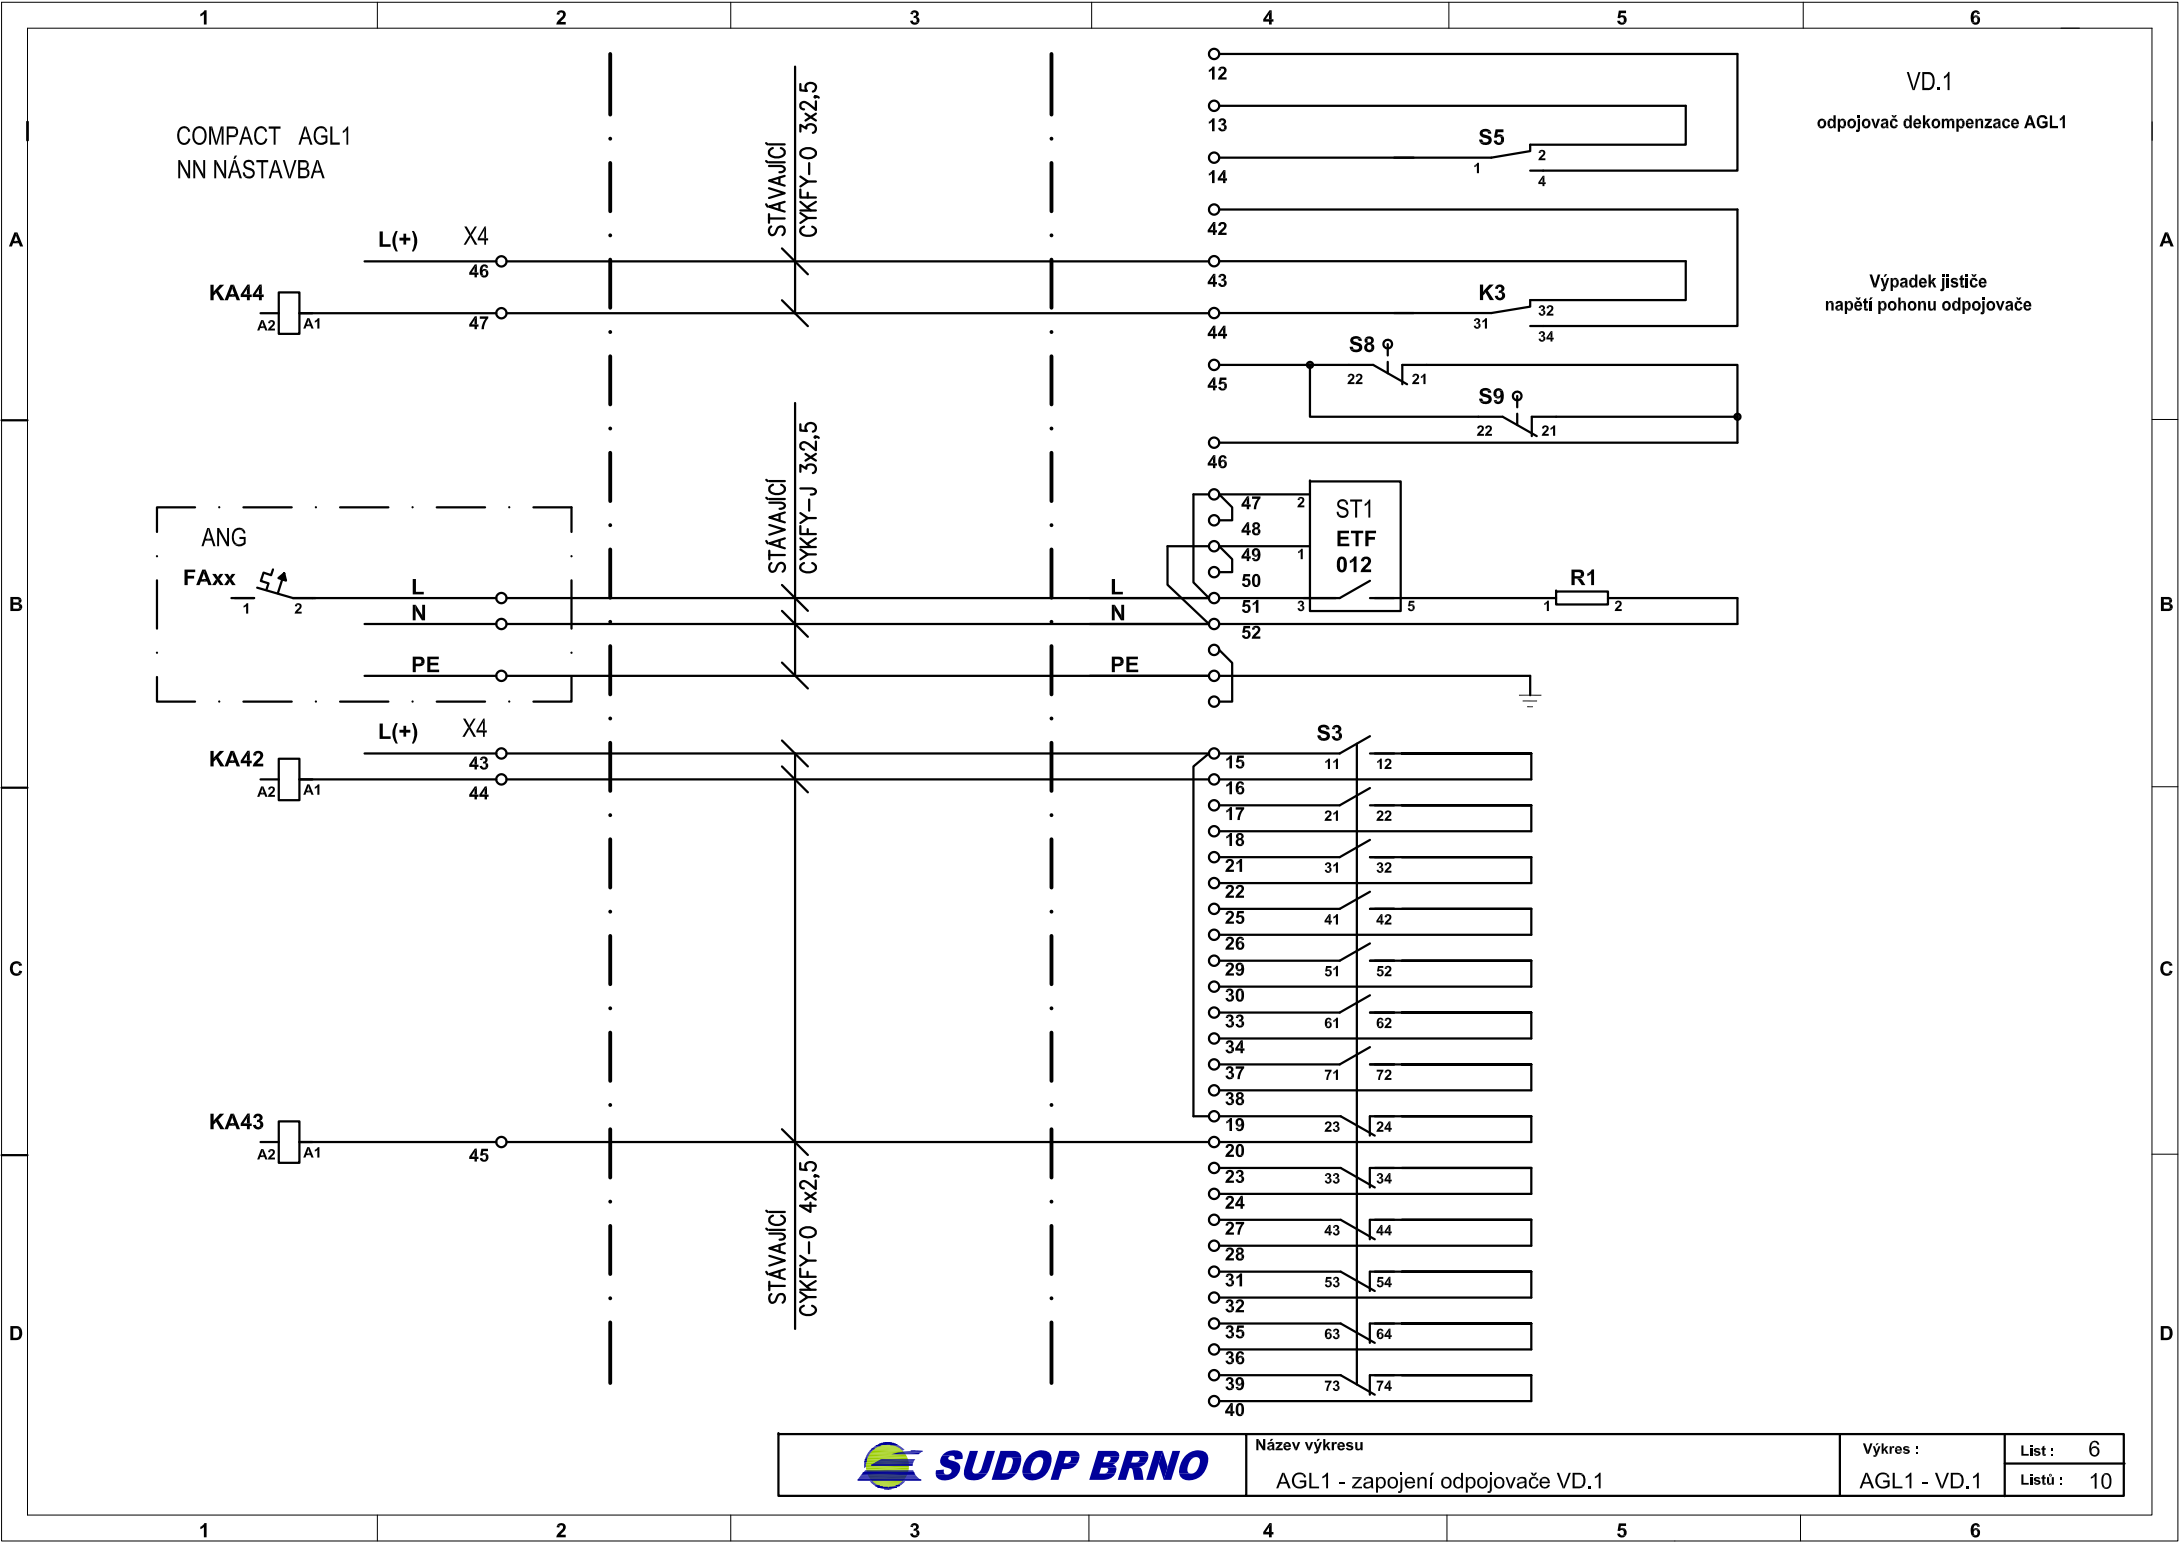 1 2 3 4 5 6
A
B
C
D
COMPACT AGL1
NN NÁSTAVBA
L(+) X4
46
KA44
A2 A1
47
STÁVAJÍCÍ
CYKFY-O 3x2,5
12
13
14
S5
1 2
4
VD.1
odpojovač dekompenzace AGL1
42
43
44
K3
31 32
34
Výpadek jističe
napětí pohonu odpojovače
45
S8
22 21
S9
22 21
46
ANG
FAxx
1 2
L
N
PE
STÁVAJÍCÍ
CYKFY-J 3x2,5
L
N
PE
47
48
49
50
51
52
2
1
3
5
ST1
ETF
012
R1
1 2
L(+) X4
43
KA42
A2 A1
44
KA43
A2 A1
45
STÁVAJÍCÍ
CYKFY-O 4x2,5
S3
15 11 12
16
17 21 22
18
21 31 32
22
25 41 42
26
29 51 52
30
33 61 62
34
37 71 72
38
19 23 24
20
23 33 34
24
27 43 44
28
31 53 54
32
35 63 64
36
39 73 74
40
A
B
C
D
SUDOP BRNO
Název výkresu
AGL1 - zapojení odpojovače VD.1
Výkres :
AGL1 - VD.1
List : 6
Listů : 10
1 2 3 4 5 6